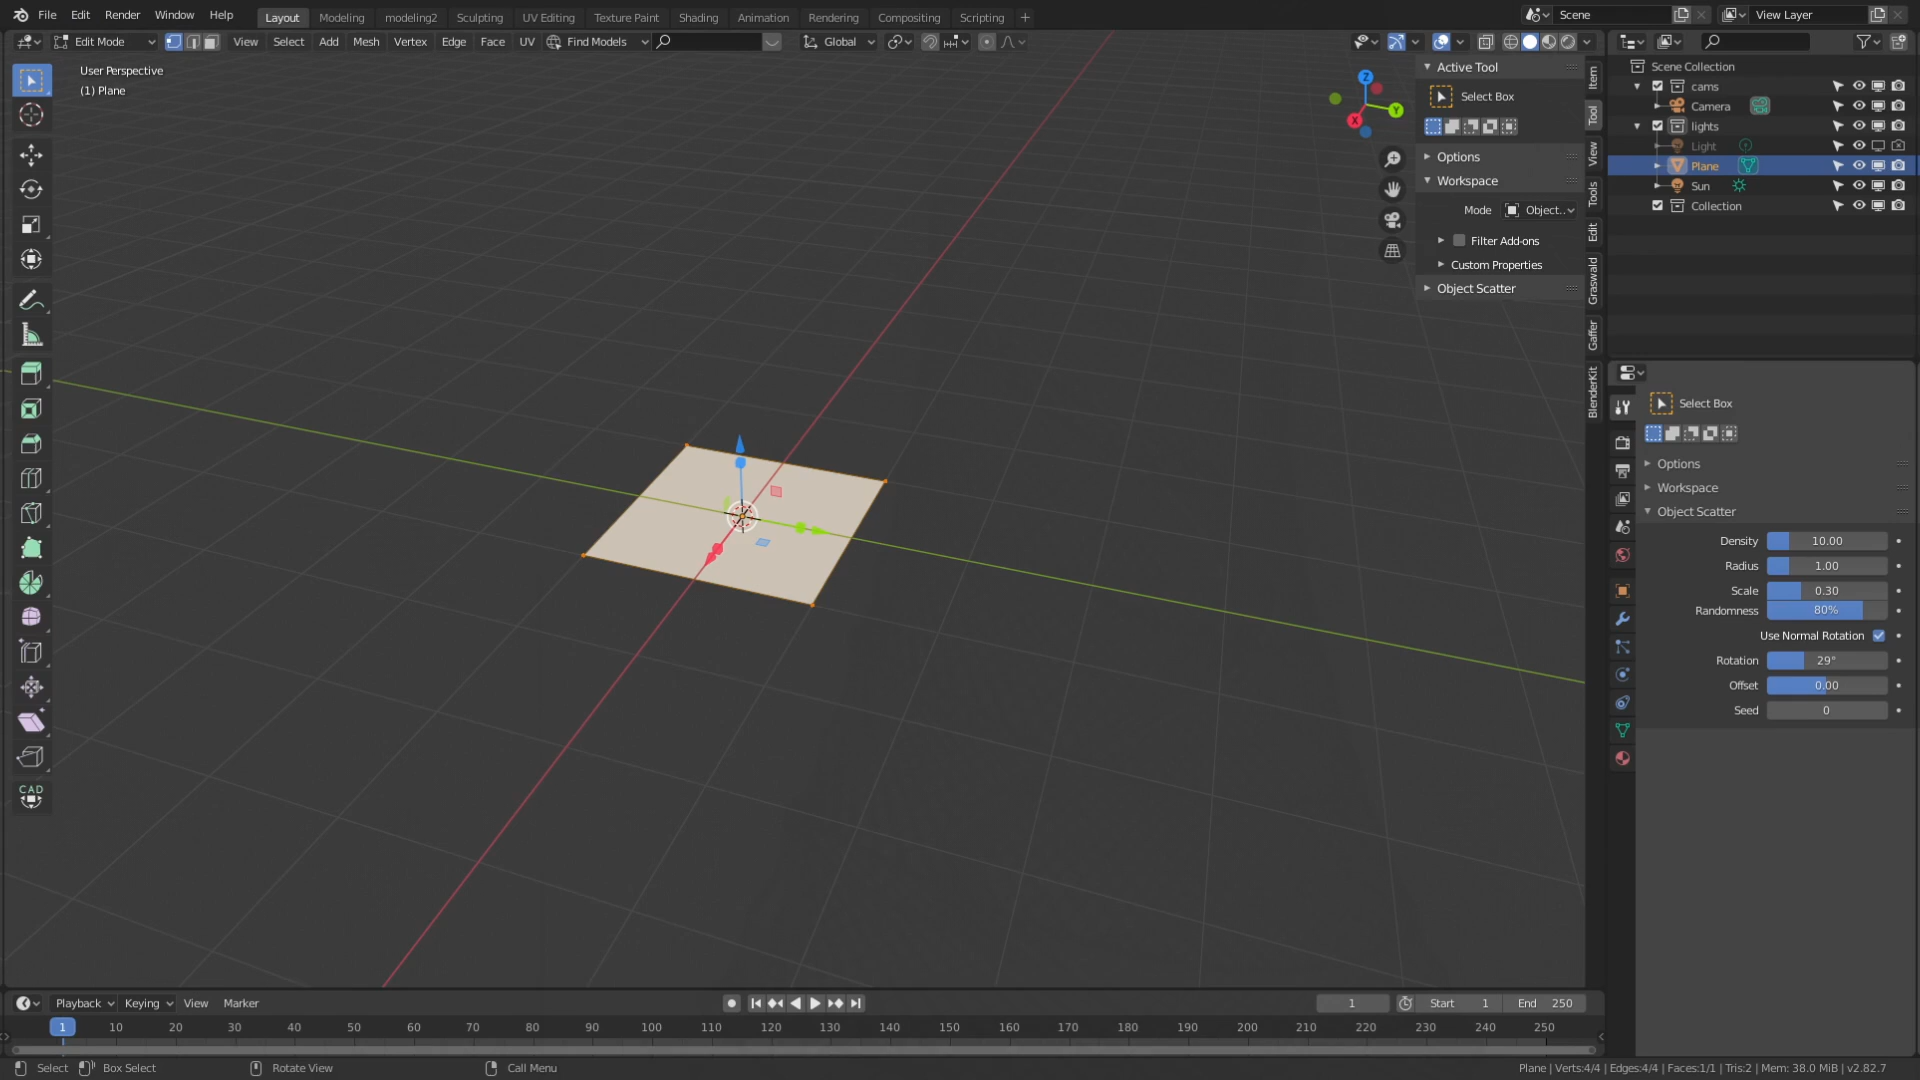 File Edit Render Window Help Layout Modeling modeling2 Sculpting UV Editing Texture Paint Shading Animation Rendering Compositing Scripting + Scene View Layer
Edit Mode View Select Add Mesh Vertex Edge Face UV Find Models Global
User Perspective
(1) Plane
Z
Y
X
Active Tool
Select Box
Options
Workspace
Mode Object..
Filter Add-ons
Custom Properties
Object Scatter
Item
Tool
View
Tools
Edit
Graswald
Gaffer
BlenderKit
Scene Collection
cams
Camera
lights
Light
Plane
Sun
Collection
Select Box
Options
Workspace
Object Scatter
Density 10.00
Radius 1.00
Scale 0.30
Randomness 80%
Use Normal Rotation
Rotation 29°
Offset 0.00
Seed 0
CAD
Playback Keying View Marker 1 Start 1 End 250
1 10 20 30 40 50 60 70 80 90 100 110 120 130 140 150 160 170 180 190 200 210 220 230 240 250
Select Box Select Rotate View Call Menu Plane | Verts:4/4 | Edges:4/4 | Faces:1/1 | Tris:2 | Mem: 38.0 MiB | v2.82.7